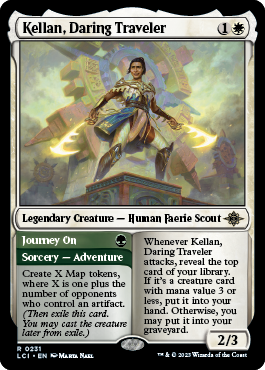 Kellan, Daring Traveler 1
Legendary Creature — Human Faerie Scout
Journey On
Sorcery — Adventure
Create X Map tokens,
where X is one plus the
number of opponents
who control an artifact.
(Then exile this card.
You may cast the creature
later from exile.)
Whenever Kellan,
Daring Traveler
attacks, reveal the top
card of your library.
If it's a creature card
with mana value 3 or
less, put it into your
hand. Otherwise, you
may put it into your
graveyard.
2/3
R 0231
LCI • EN Marta Nael
™ & © 2023 Wizards of the Coast